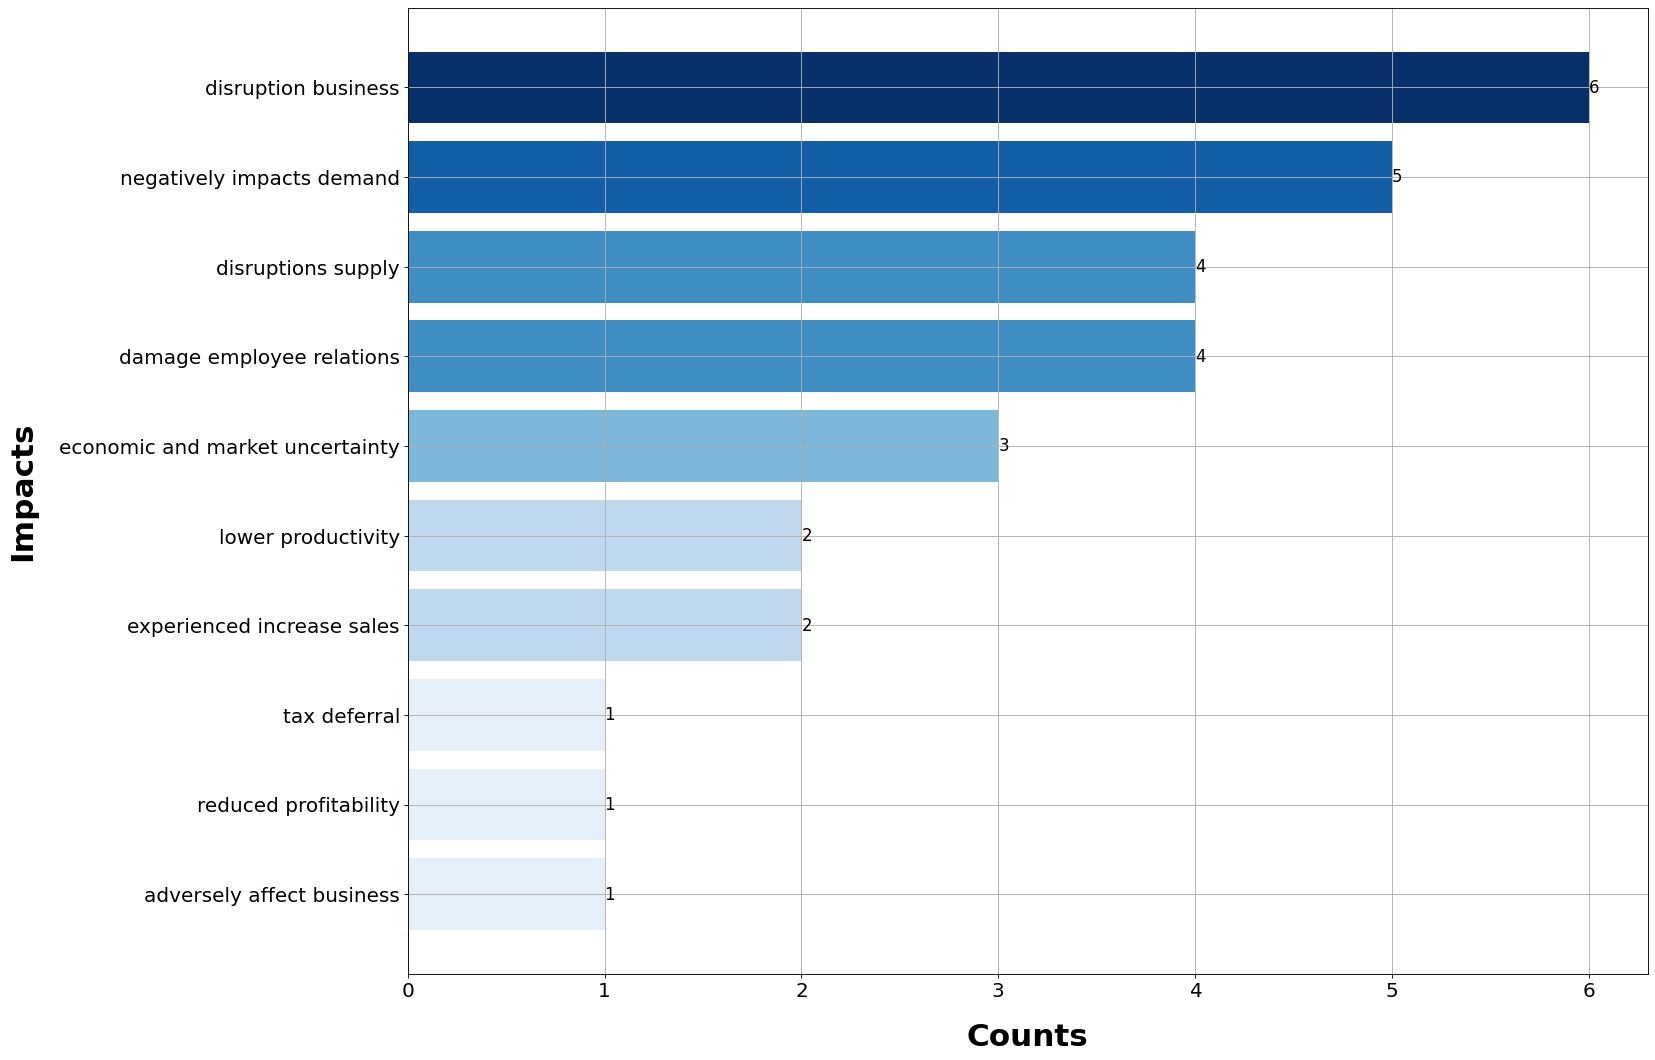 disruption business
6
negatively impacts demand
5
disruptions supply
4
damage employee relations
4
economic and market uncertainty
3
lower productivity
2
experienced increase sales
2
tax deferral
1
reduced profitability
1
adversely affect business
1
Impacts
0 1 2 3 4 5 6
Counts